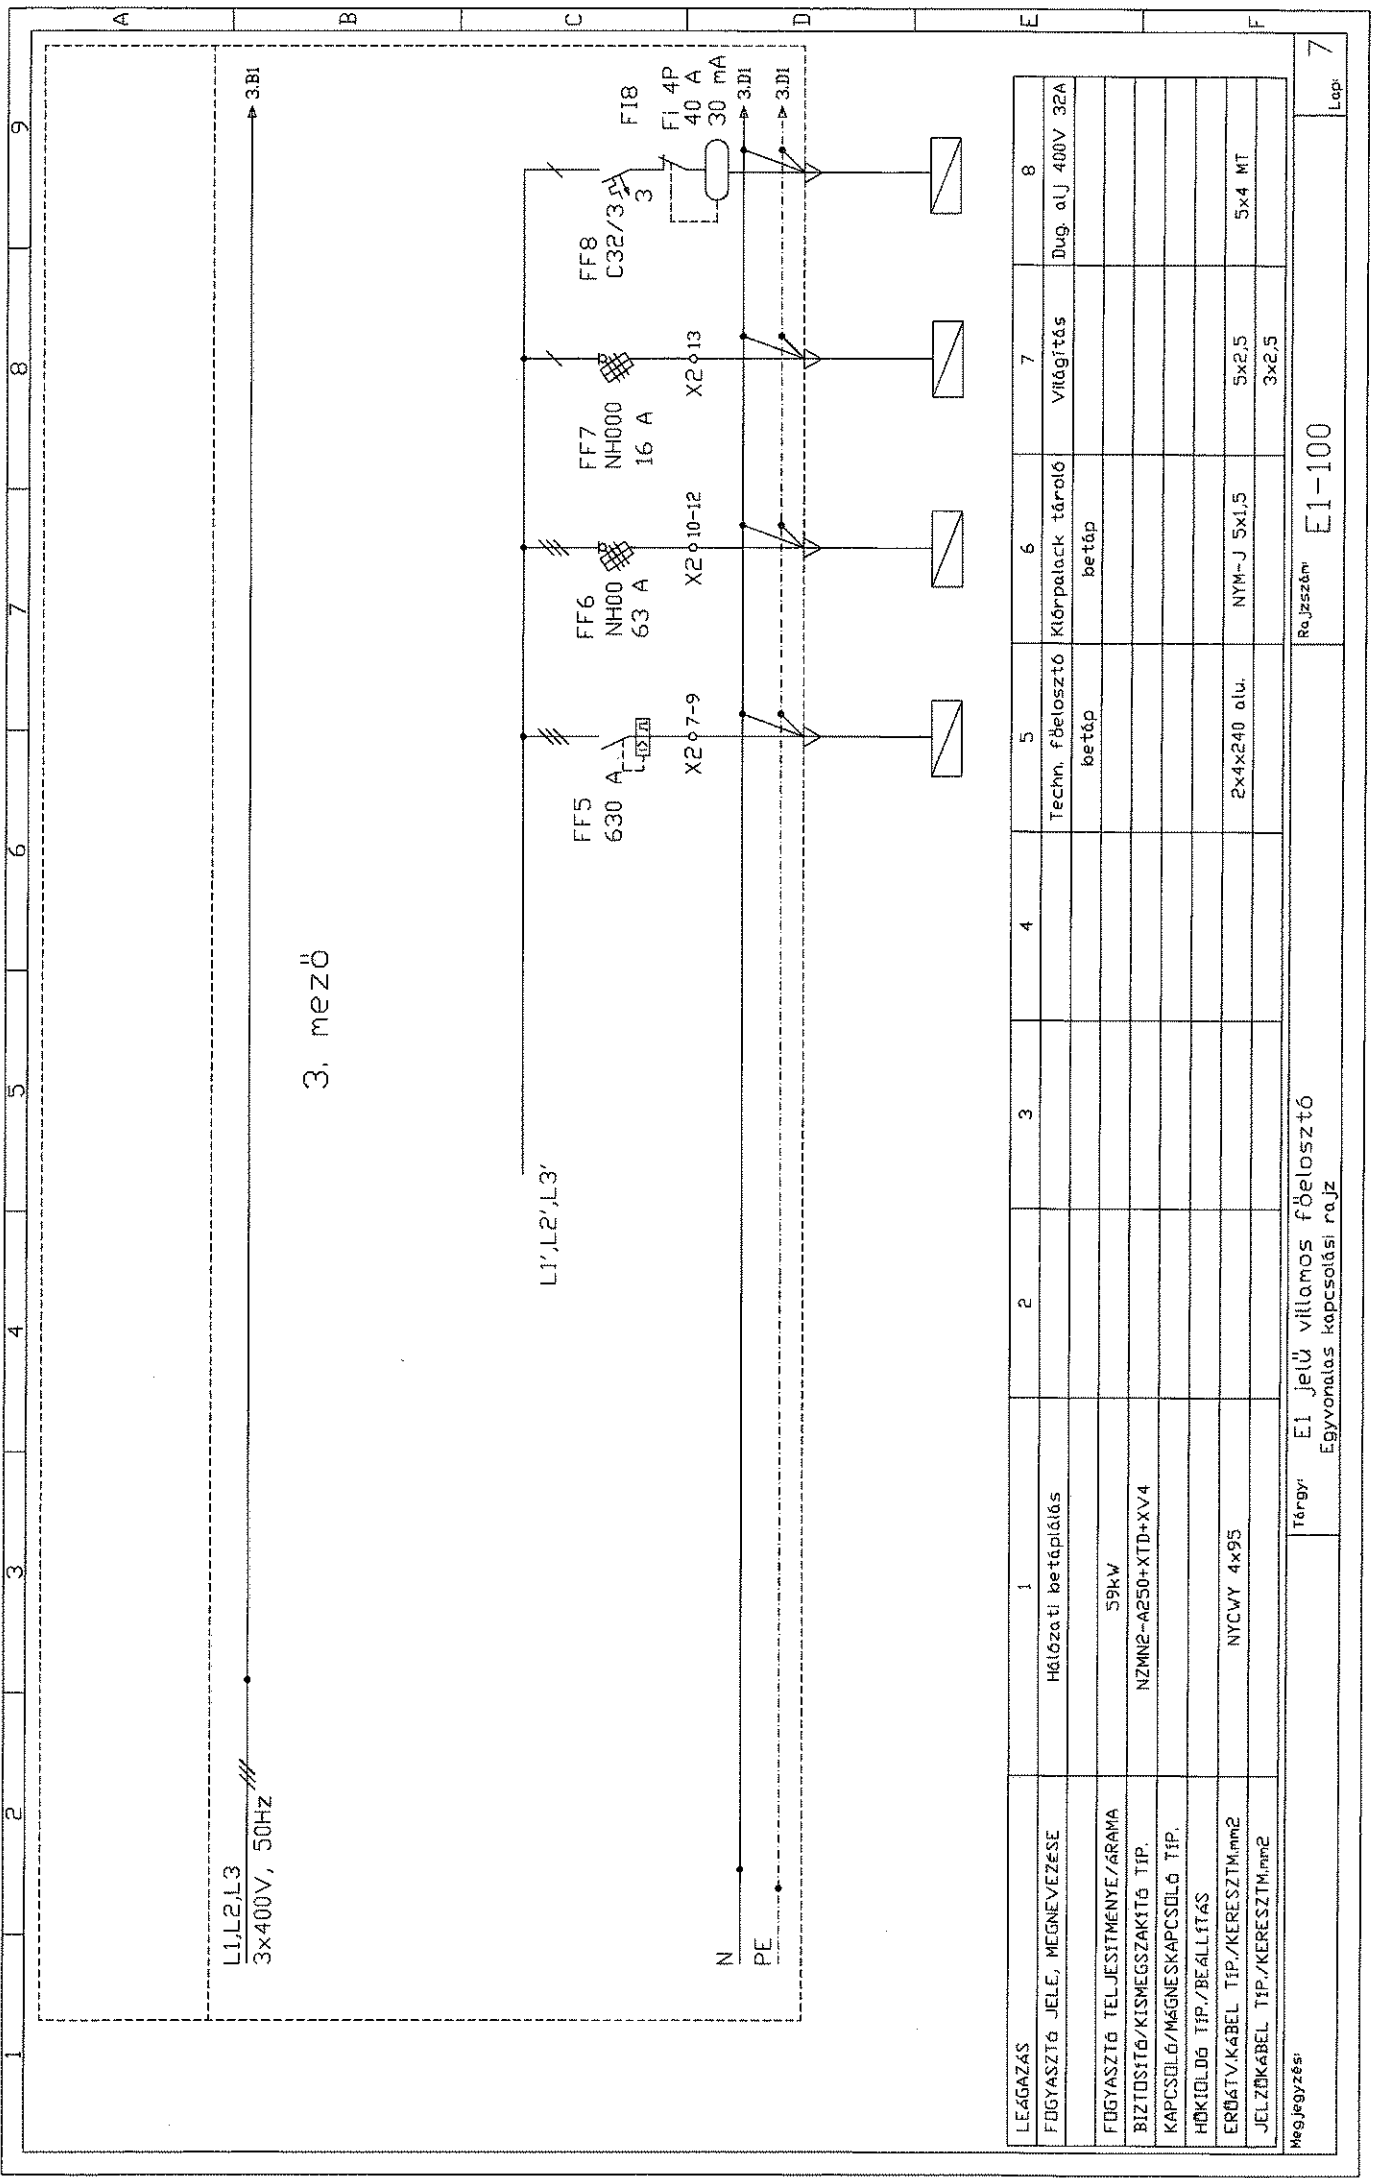 1 2 3 4 5 6 7 8 9
A
B
C
D
E
F
L1,L2,L3
3x400V, 50Hz
3.B1
3. mező
L1',L2',L3'
FF5
630 A
X2 7-9
FF6
NH00
63 A
X2 10-12
FF7
NH000
16 A
X2 13
FF8
C32/3
3
FI8
Fi 4P
40 A
30 mA
N
3.D1
PE
3.D1
LEÁGAZÁS 1 2 3 4 5 6 7 8
FOGYASZTÓ JELE, MEGNEVEZÉSE Hálózati betáplálás Techn. főelosztó Klórpalack tároló Világítás Dug. alj 400V 32A
betáp betáp
FOGYASZTÓ TELJESÍTMÉNYE/ÁRAMA 59kW
BIZTOSÍTÓ/KISMEGSZAKÍTÓ TÍP. NZMN2-A250+XTD+XV4
KAPCSOLÓ/MÁGNESKAPCSOLÓ TÍP.
HŐKIOLDÓ TÍP./BEÁLLÍTÁS
ERŐÁTV.KÁBEL TÍP./KERESZTM.mm2 NYCWY 4x95 2x4x240 alu. NYM-J 5x1,5 5x2,5 5x4 MT
JELZŐKÁBEL TÍP./KERESZTM.mm2 3x2,5
Megjegyzés:
Tárgy: E1 jelű villamos főelosztó
Egyvonalas kapcsolási rajz
Rajzszám: E1-100
Lap: 7